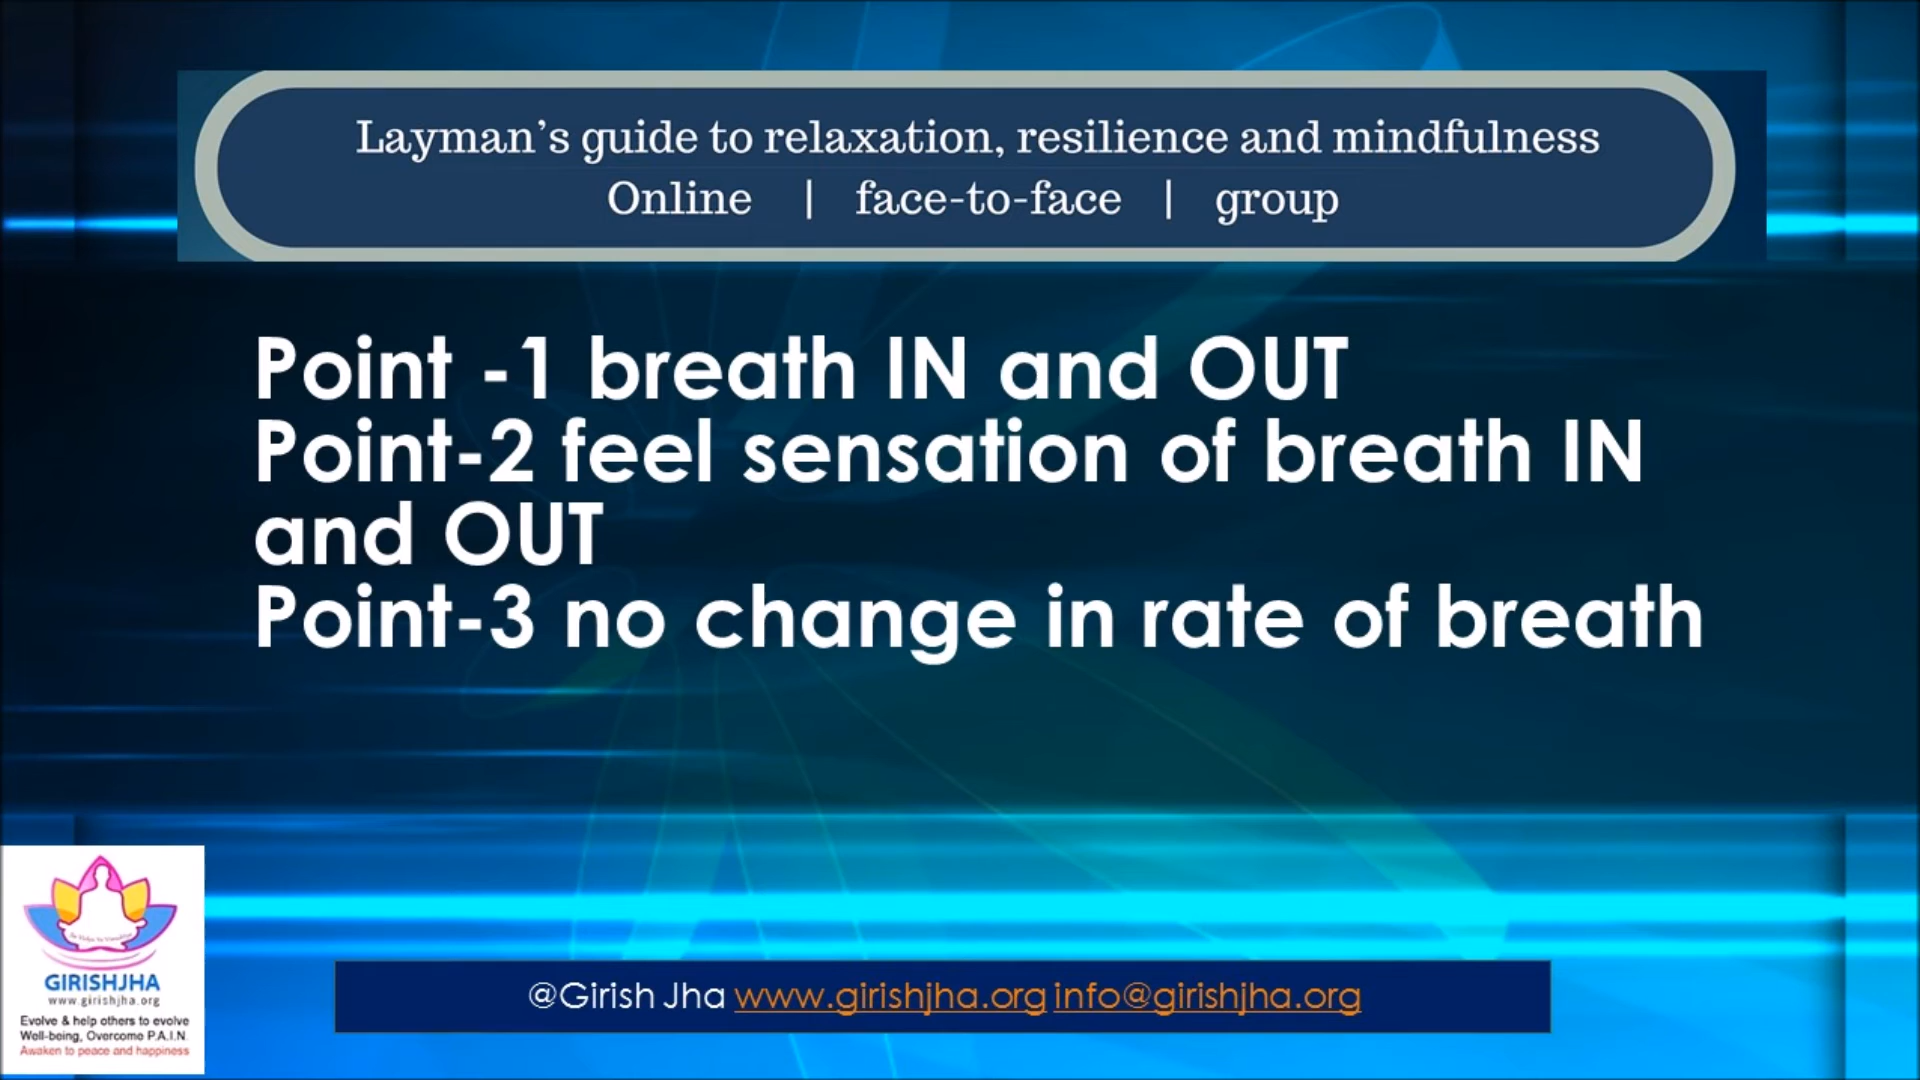 Layman's guide to relaxation, resilience and mindfulness
Online | face-to-face | group
Point -1 breath IN and OUT
Point-2 feel sensation of breath IN
and OUT
Point-3 no change in rate of breath
GIRISHJHA
www.girishjha.org
Evolve & help others to evolve
Well-being, Overcome P.A.I.N.
Awaken to peace and happiness
@Girish Jha www.girishjha.org info@girishjha.org